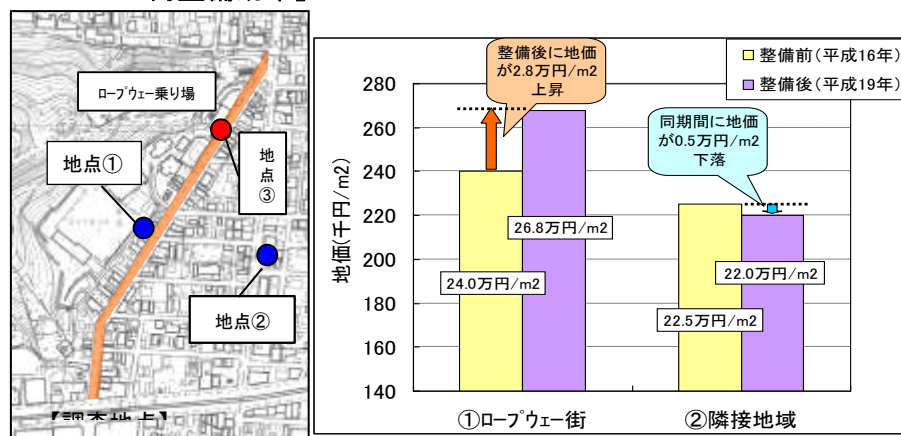 ロープウェー乗り場
地点①
地点③
地点②
【調査地点】
整備前(平成16年)
整備後(平成19年)
整備後に地価
が2.8万円/m2
上昇
同期間に地価
が0.5万円/m2
下落
地価(千円/m2)
280
260
240
220
200
180
160
140
24.0万円/m2
26.8万円/m2
22.5万円/m2
22.0万円/m2
①ロープウェー街
②隣接地域